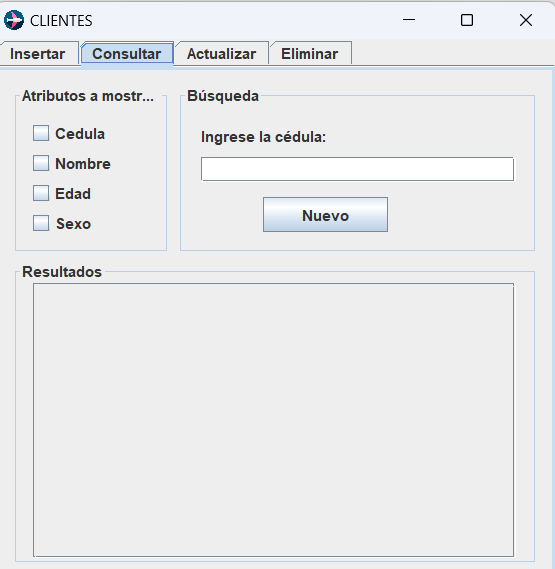 CLIENTES
Insertar Consultar Actualizar Eliminar
Atributos a mostr...
Cedula
Nombre
Edad
Sexo
Búsqueda
Ingrese la cédula:
Nuevo
Resultados